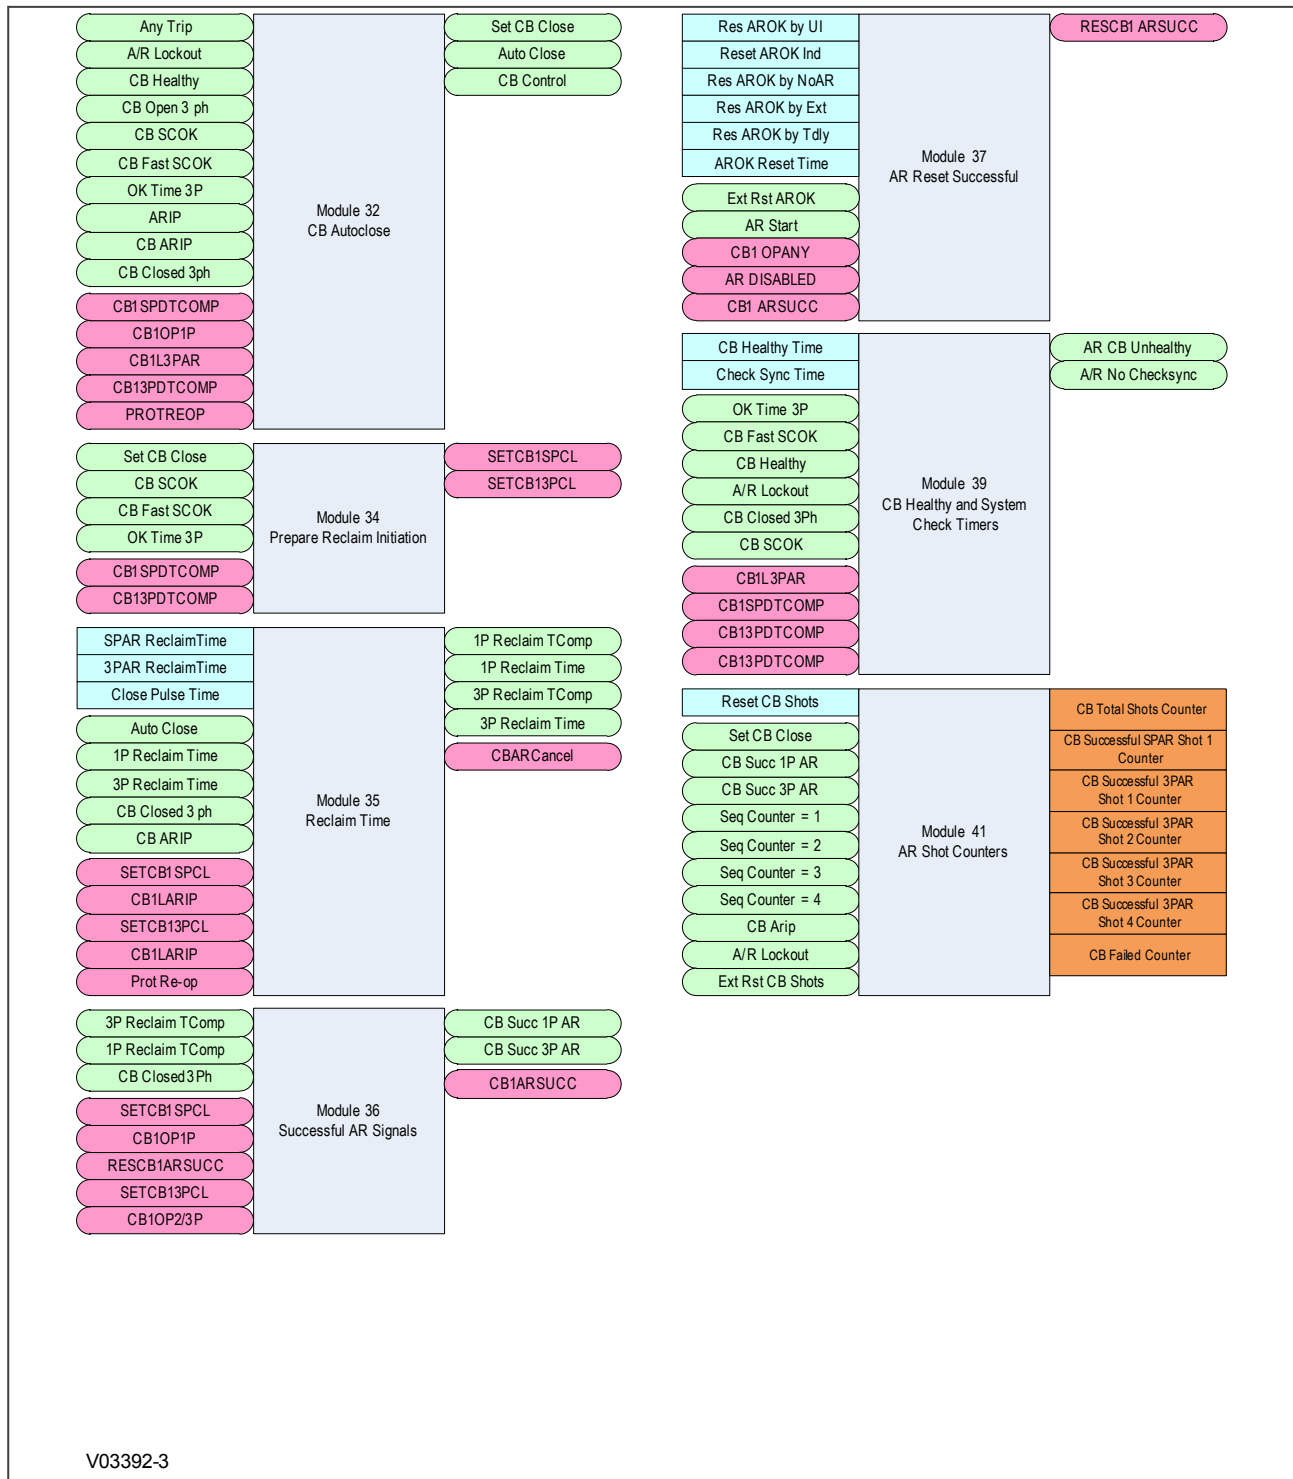 Any Trip
A/R Lockout
CB Healthy
CB Open 3 ph
CB SCOK
CB Fast SCOK
OK Time 3P
ARIP
CB ARIP
CB Closed 3ph
CB1SPDTCOMP
CB1OP1P
CB1L3PAR
CB13PDTCOMP
PROTREOP
Module 32
CB Autoclose
Set CB Close
Auto Close
CB Control
Set CB Close
CB SCOK
CB Fast SCOK
OK Time 3P
CB1SPDTCOMP
CB13PDTCOMP
Module 34
Prepare Reclaim Initiation
SETCB1SPCL
SETCB13PCL
SPAR ReclaimTime
3PAR ReclaimTime
Close Pulse Time
Auto Close
1P Reclaim Time
3P Reclaim Time
CB Closed 3 ph
CB ARIP
SETCB1SPCL
CB1LARIP
SETCB13PCL
CB1LARIP
Prot Re-op
Module 35
Reclaim Time
1P Reclaim TComp
1P Reclaim Time
3P Reclaim TComp
3P Reclaim Time
CBARCancel
3P Reclaim TComp
1P Reclaim TComp
CB Closed 3 Ph
SETCB1SPCL
CB1OP1P
RESCB1ARSUCC
SETCB13PCL
CB1OP2/3P
Module 36
Successful AR Signals
CB Succ 1P AR
CB Succ 3P AR
CB1ARSUCC
Res AROK by UI
Reset AROK Ind
Res AROK by NoAR
Res AROK by Ext
Res AROK by Tdly
AROK Reset Time
Ext Rst AROK
AR Start
CB1 OPANY
AR DISABLED
CB1 ARSUCC
Module 37
AR Reset Successful
RESCB1 ARSUCC
CB Healthy Time
Check Sync Time
OK Time 3P
CB Fast SCOK
CB Healthy
A/R Lockout
CB Closed 3Ph
CB SCOK
CB1L3PAR
CB1SPDTCOMP
CB13PDTCOMP
CB13PDTCOMP
Module 39
CB Healthy and System
Check Timers
AR CB Unhealthy
A/R No Checksync
Reset CB Shots
Set CB Close
CB Succ 1P AR
CB Succ 3P AR
Seq Counter = 1
Seq Counter = 2
Seq Counter = 3
Seq Counter = 4
CB Arip
A/R Lockout
Ext Rst CB Shots
Module 41
AR Shot Counters
CB Total Shots Counter
CB Successful SPAR Shot 1
Counter
CB Successful 3PAR
Shot 1 Counter
CB Successful 3PAR
Shot 2 Counter
CB Successful 3PAR
Shot 3 Counter
CB Successful 3PAR
Shot 4 Counter
CB Failed Counter
V03392-3